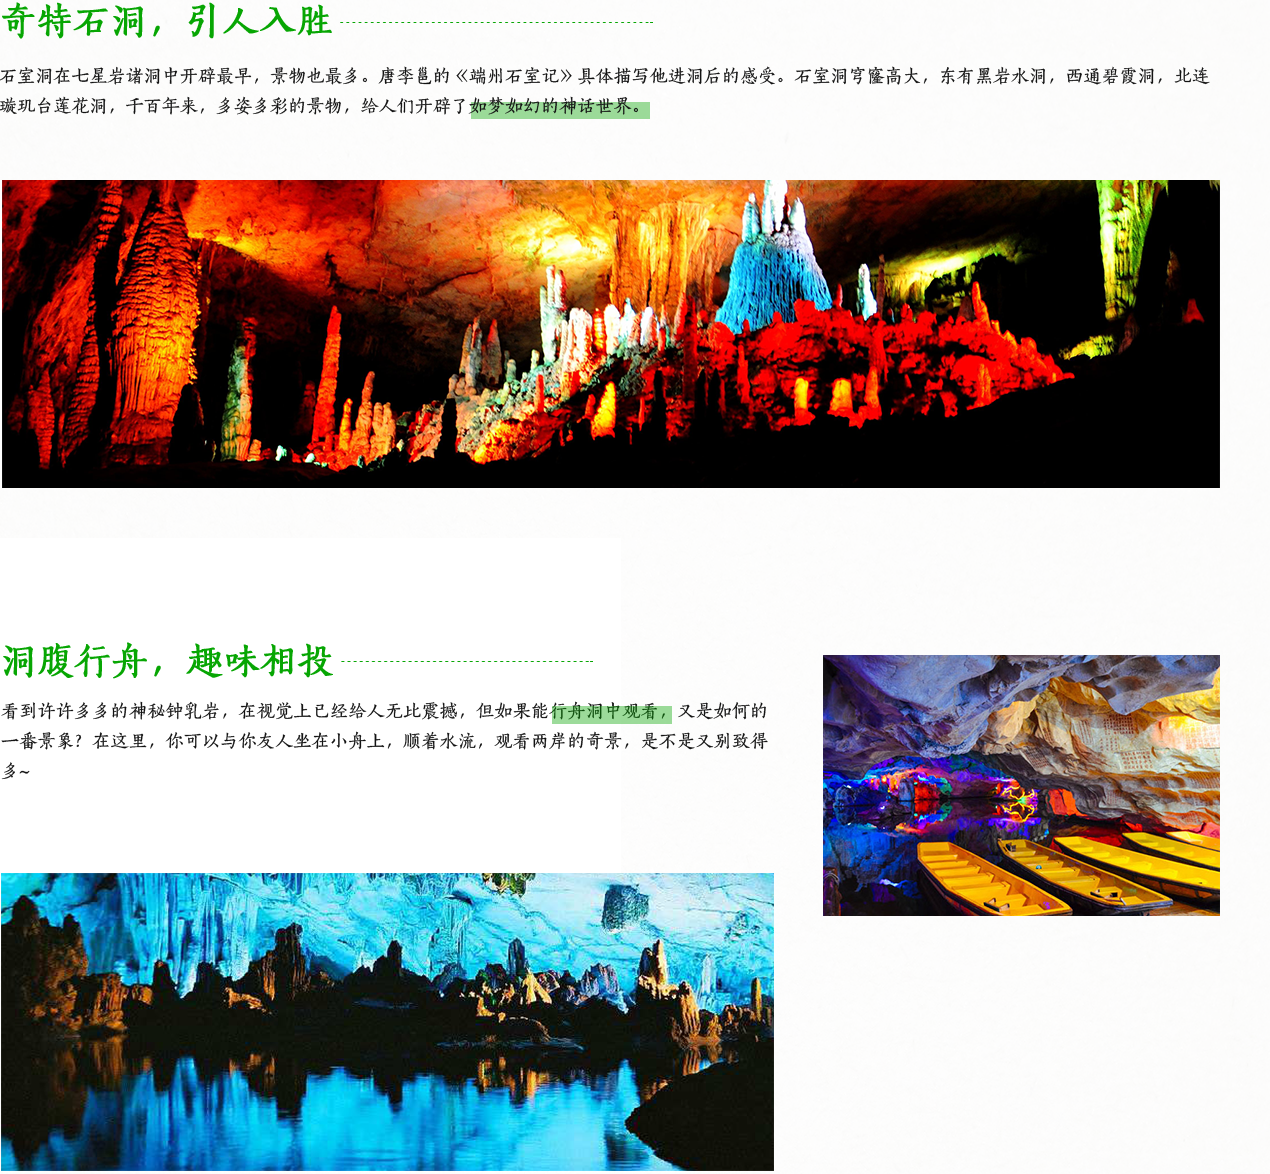 奇特石洞，引人入胜
石室洞在七星岩诸洞中开辟最早，景物也最多。唐李邕的《端州石室记》具体描写他进洞后的感受。石室洞穹窿高大，东有黑岩水洞，西通碧霞洞，北连
璇玑台莲花洞，千百年来，多姿多彩的景物，给人们开辟了如梦如幻的神话世界。
洞腹行舟，趣味相投
看到许许多多的神秘钟乳岩，在视觉上已经给人无比震撼，但如果能行舟洞中观看，又是如何的
一番景象？在这里，你可以与你友人坐在小舟上，顺着水流，观看两岸的奇景，是不是又别致得
多~